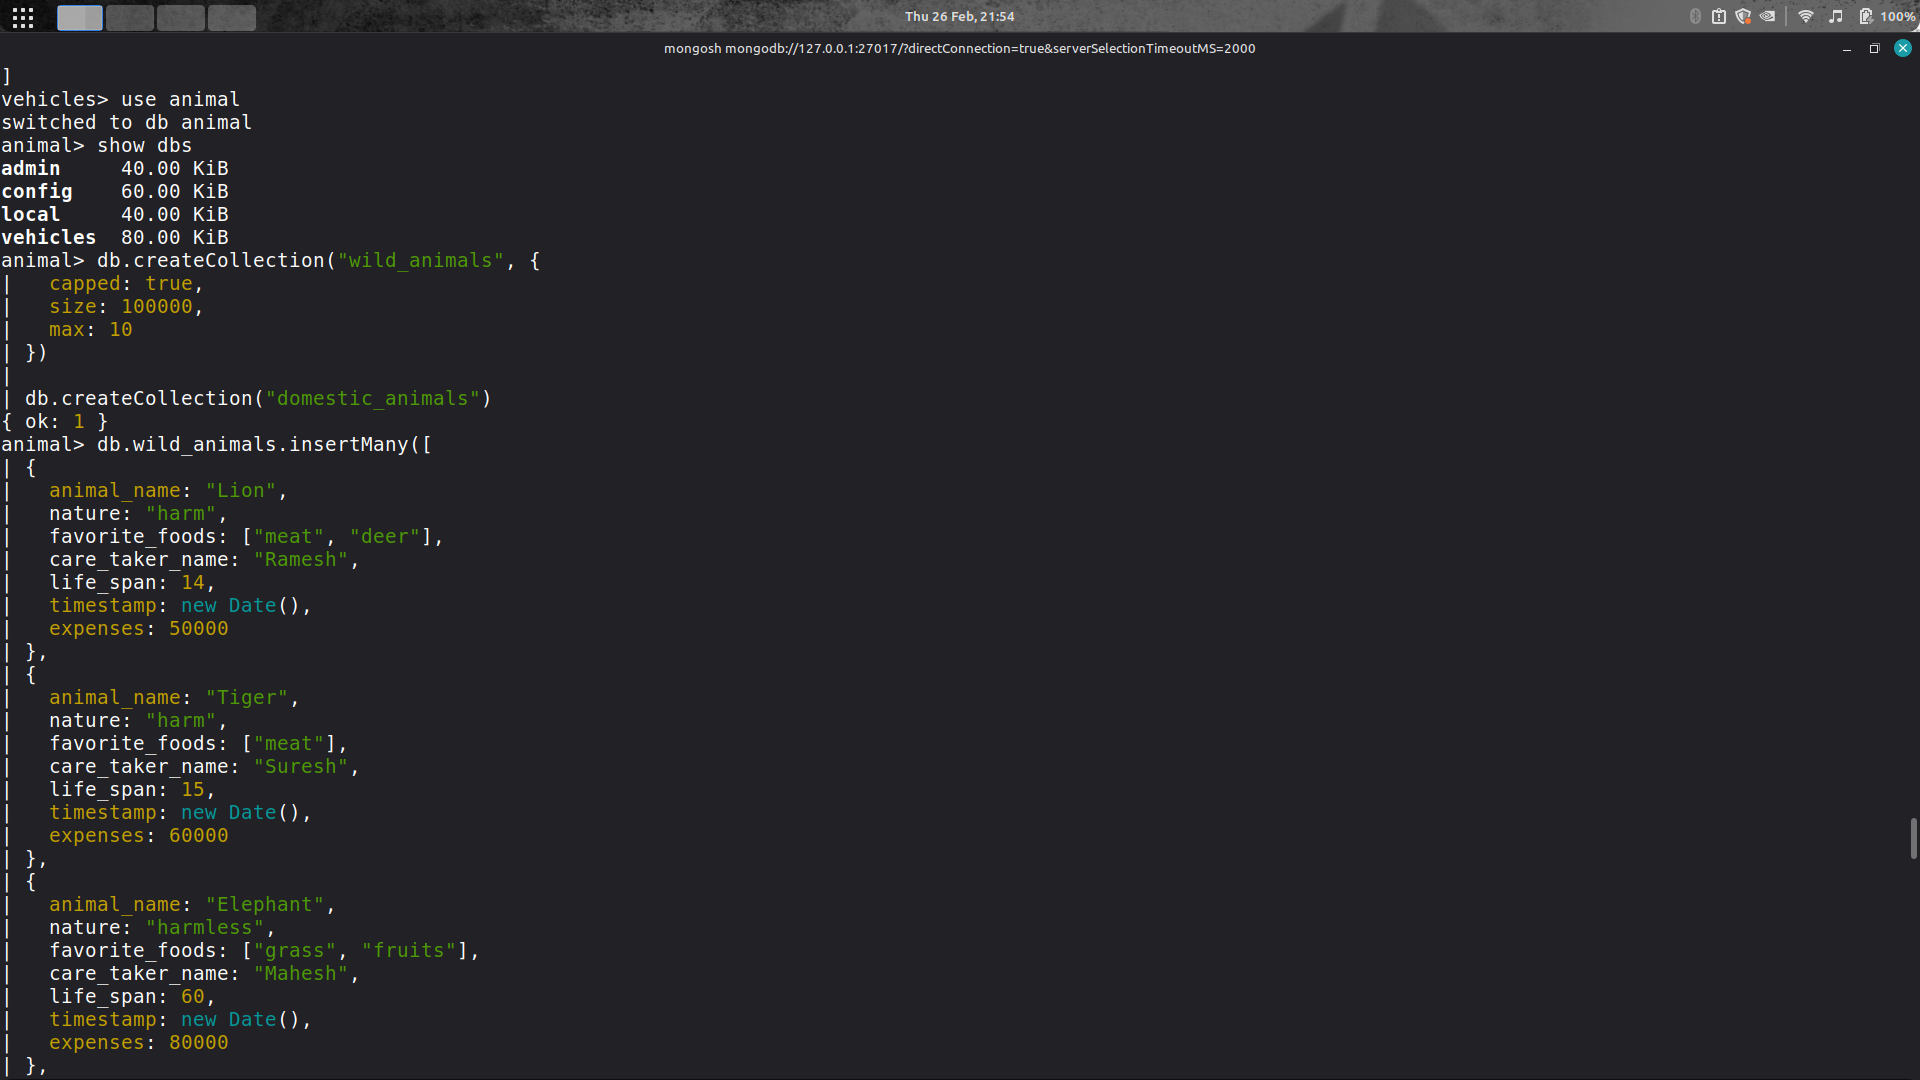 Thu 26 Feb, 21:54
100%
mongosh mongodb://127.0.0.1:27017/?directConnection=true&serverSelectionTimeoutMS=2000
]
vehicles> use animal
switched to db animal
animal> show dbs
admin     40.00 KiB
config    60.00 KiB
local     40.00 KiB
vehicles  80.00 KiB
animal> db.createCollection("wild_animals", {
|   capped: true,
|   size: 100000,
|   max: 10
| })
|
| db.createCollection("domestic_animals")
{ ok: 1 }
animal> db.wild_animals.insertMany([
| {
|   animal_name: "Lion",
|   nature: "harm",
|   favorite_foods: ["meat", "deer"],
|   care_taker_name: "Ramesh",
|   life_span: 14,
|   timestamp: new Date(),
|   expenses: 50000
| },
| {
|   animal_name: "Tiger",
|   nature: "harm",
|   favorite_foods: ["meat"],
|   care_taker_name: "Suresh",
|   life_span: 15,
|   timestamp: new Date(),
|   expenses: 60000
| },
| {
|   animal_name: "Elephant",
|   nature: "harmless",
|   favorite_foods: ["grass", "fruits"],
|   care_taker_name: "Mahesh",
|   life_span: 60,
|   timestamp: new Date(),
|   expenses: 80000
| },